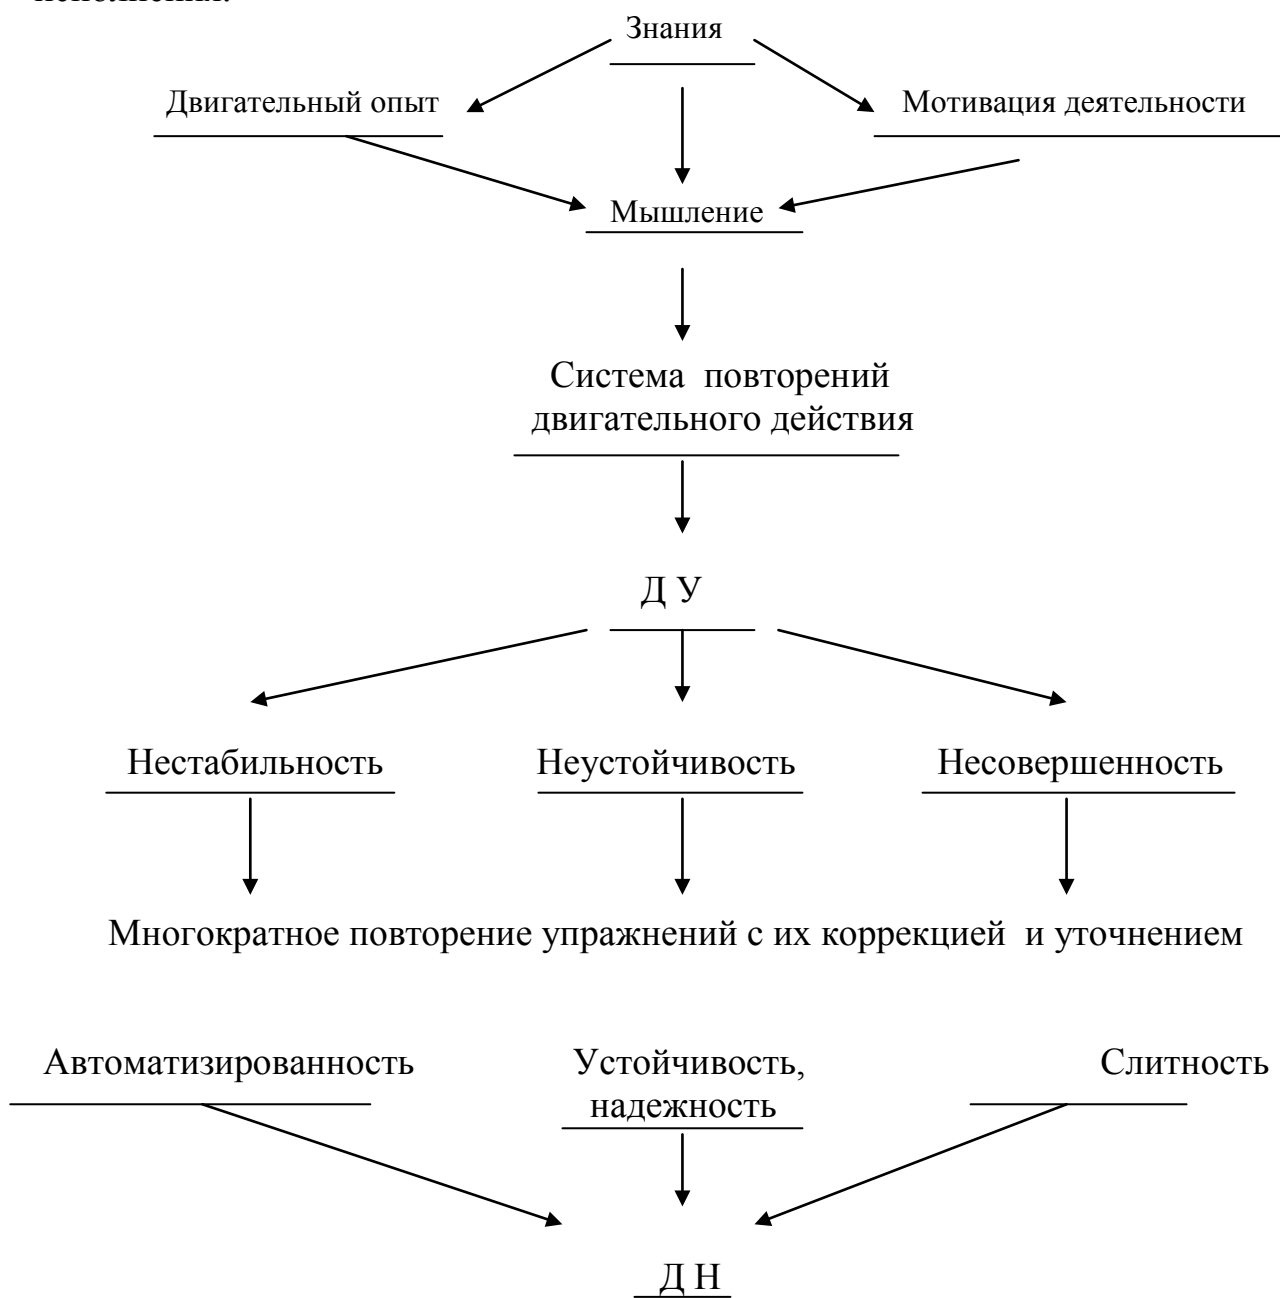 Знания
Двигательный опыт
Мотивация деятельности
Мышление
Система повторений
двигательного действия
Д У
Нестабильность
Неустойчивость
Несовершенность
Многократное повторение упражнений с их коррекцией и уточнением
Автоматизированность
Устойчивость,
надежность
Слитность
Д Н